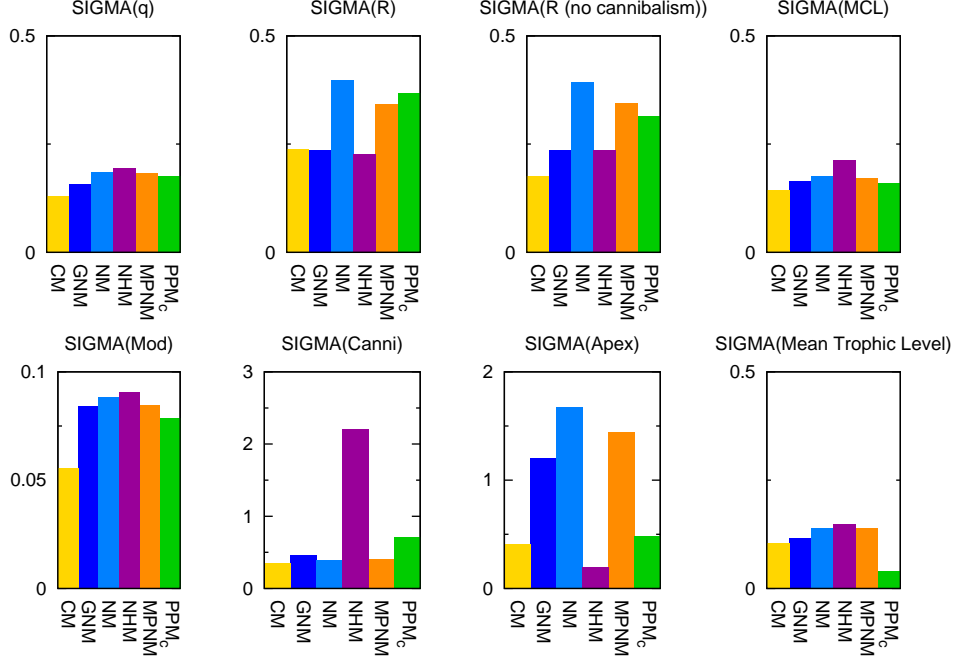 SIGMA(q)
0.5
0
CM
GNM
NM
NHM
MPNM
PPMc
SIGMA(R)
0.5
0
CM
GNM
NM
NHM
MPNM
PPMc
SIGMA(R (no cannibalism))
0.5
0
CM
GNM
NM
NHM
MPNM
PPMc
SIGMA(MCL)
0.5
0
CM
GNM
NM
NHM
MPNM
PPMc
SIGMA(Mod)
0.1
0.05
0
CM
GNM
NM
NHM
MPNM
PPMc
SIGMA(Canni)
3
2
1
0
CM
GNM
NM
NHM
MPNM
PPMc
SIGMA(Apex)
2
1
0
CM
GNM
NM
NHM
MPNM
PPMc
SIGMA(Mean Trophic Level)
0.5
0
CM
GNM
NM
NHM
MPNM
PPMc